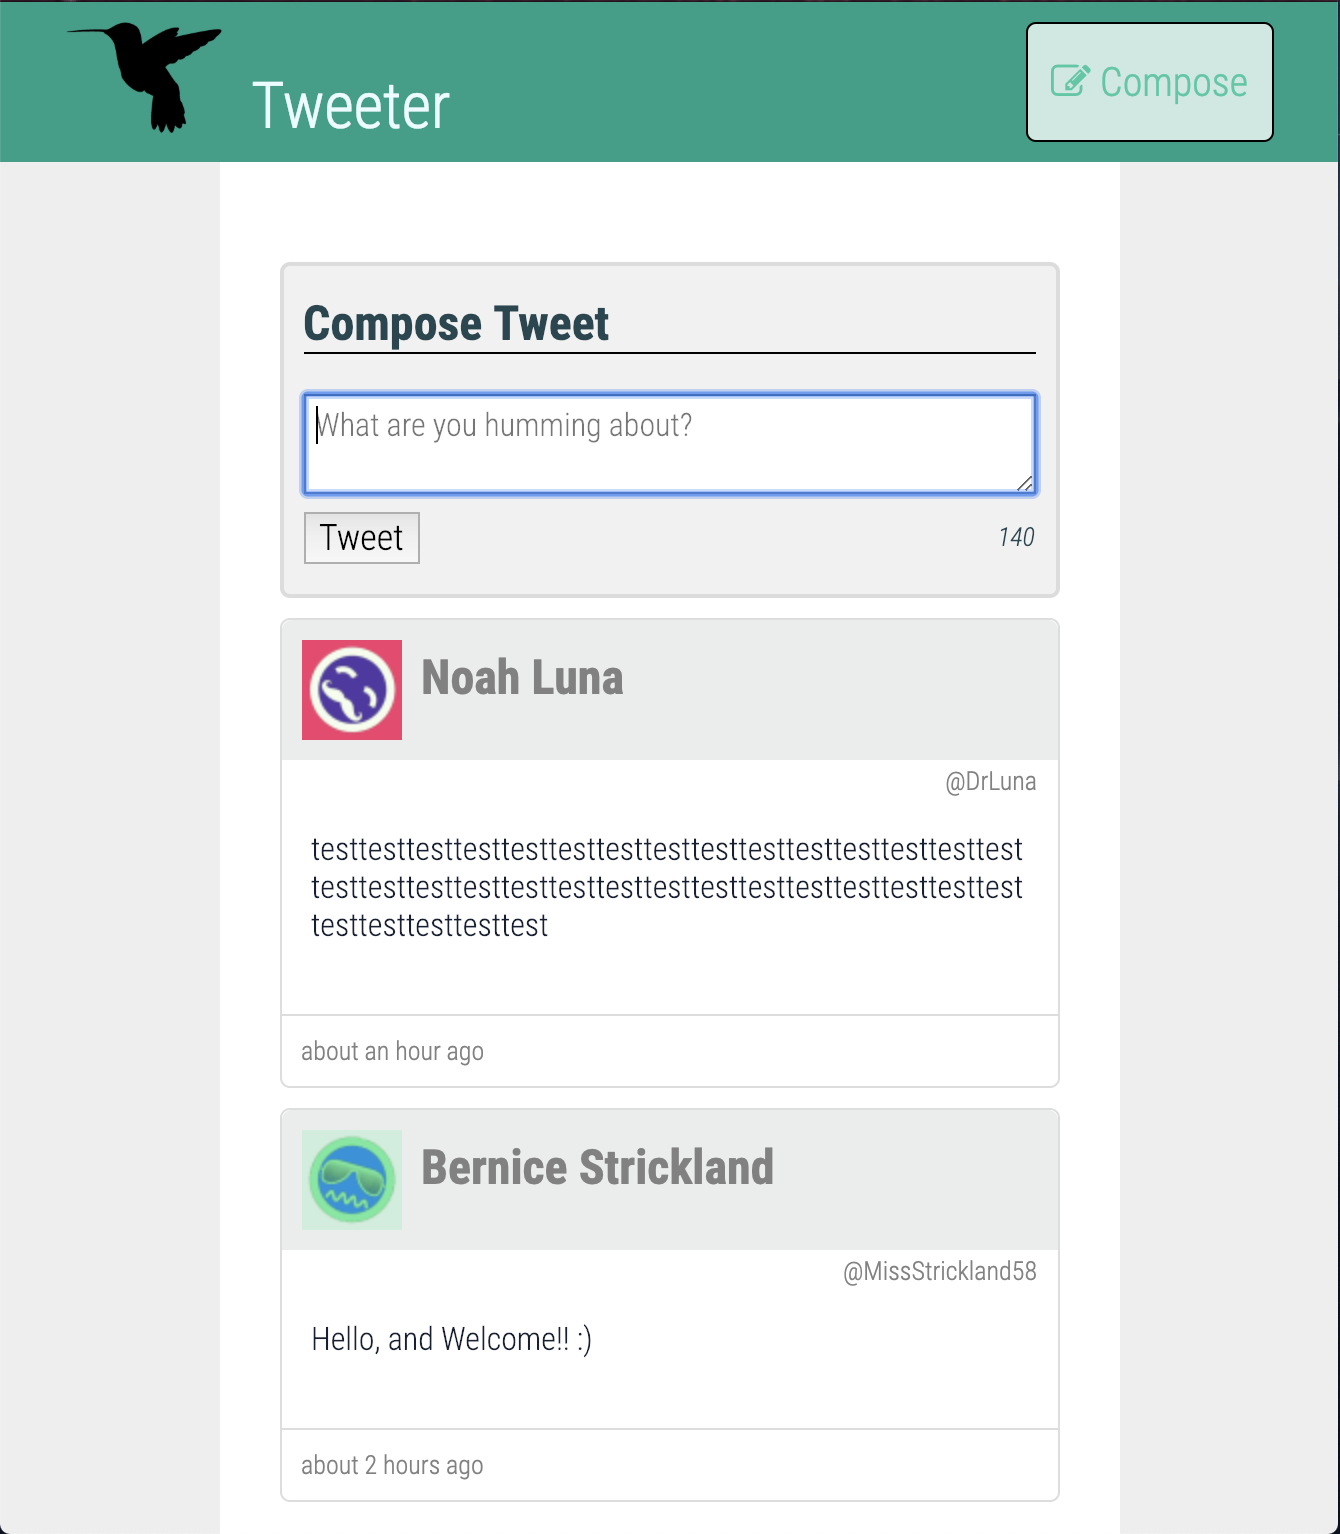 Tweeter
Compose
Compose Tweet
What are you humming about?
Tweet
140
Noah Luna
@DrLuna
testtesttesttesttesttesttesttesttesttesttesttesttesttesttest
testtesttesttesttesttesttesttesttesttesttesttesttesttesttest
testtesttesttesttest
about an hour ago
Bernice Strickland
@MissStrickland58
Hello, and Welcome!! :)
about 2 hours ago